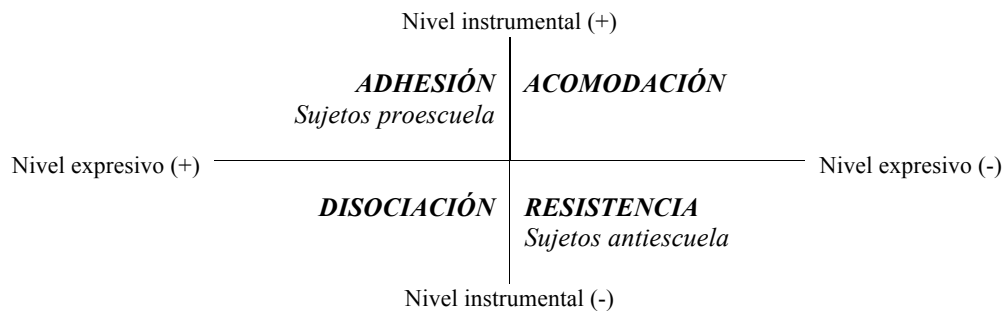 Nivel instrumental (+)
ADHESIÓN ACOMODACIÓN
Sujetos proescuela
Nivel expresivo (+) Nivel expresivo (-)
DISOCIACIÓN RESISTENCIA
Sujetos antiescuela
Nivel instrumental (-)